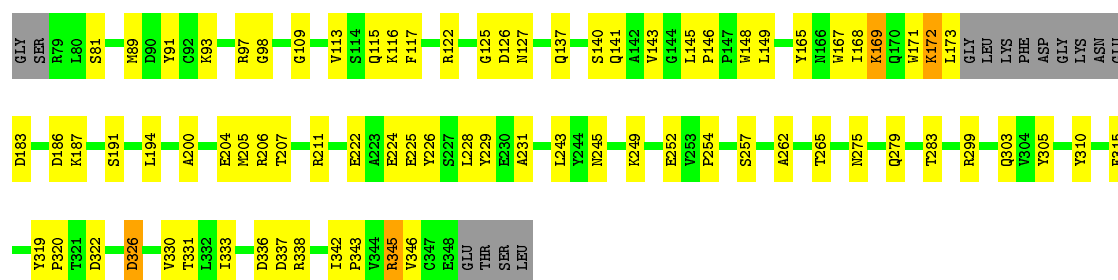 GLY SER R79 L80 S81 M89 D90 Y91 C92 K93 R97 G98 G109 V113 S114 Q115 K116 F117 R122 G125 D126 N127 Q137 S140 Q141 A142 V143 G144 L145 P146 P147 W148 L149 Y165 N166 W167 I168 K169 Q170 W171 K172 L173 GLY LEU LYS PHE ASP GLY LYS ASN GLU
D183 D186 K187 S191 L194 A200 E204 M205 R206 T207 R211 E222 A223 E224 E225 Y226 S227 L228 Y229 E230 A231 L243 Y244 N245 K249 E252 V253 P254 S257 A262 T265 N275 Q279 T283 R299 Q303 V304 Y305 Y310
Y319 P320 T321 D322 D326 V330 T331 L332 I333 D336 D337 R338 I342 P343 V344 R345 V346 C347 E348 GLU THR SER LEU